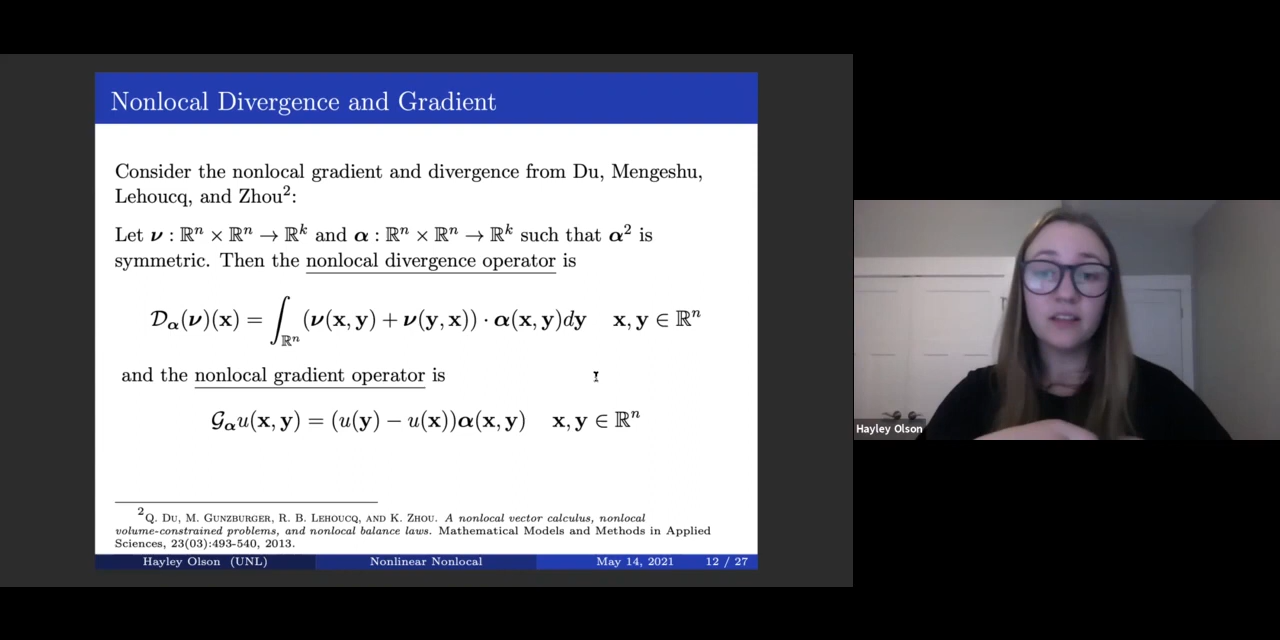 Nonlocal Divergence and Gradient
Consider the nonlocal gradient and divergence from Du, Mengeshu,
Lehoucq, and Zhou²:
Let 𝝂 : ℝⁿ × ℝⁿ → ℝᵏ and 𝜶 : ℝⁿ × ℝⁿ → ℝᵏ such that 𝜶² is
symmetric. Then the nonlocal divergence operator is
𝒟_𝜶(𝝂)(𝐱) = ∫_ℝⁿ (𝝂(𝐱, 𝐲) + 𝝂(𝐲, 𝐱)) · 𝜶(𝐱, 𝐲)d𝐲 𝐱, 𝐲 ∈ ℝⁿ
and the nonlocal gradient operator is
𝒢_𝜶u(𝐱, 𝐲) = (u(𝐲) − u(𝐱))𝜶(𝐱, 𝐲) 𝐱, 𝐲 ∈ ℝⁿ
²Q. Du, M. Gunzburger, R. B. Lehoucq, and K. Zhou. A nonlocal vector calculus, nonlocal
volume-constrained problems, and nonlocal balance laws. Mathematical Models and Methods in Applied
Sciences, 23(03):493-540, 2013.
Hayley Olson (UNL) Nonlinear Nonlocal May 14, 2021 12 / 27
Hayley Olson